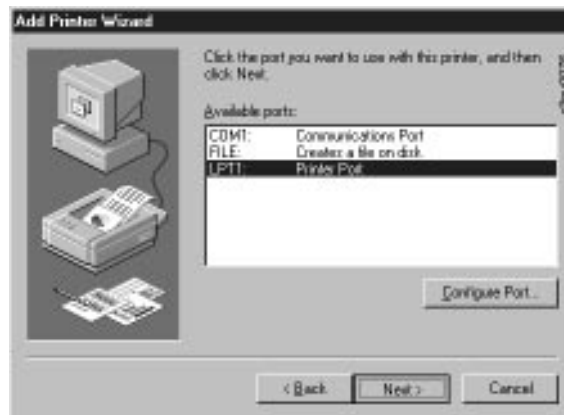 Add Printer Wizard
Click the port you want to use with this printer, and then
click Next.
Available ports:
COM1: Communications Port
FILE: Creates a file on disk
LPT1: Printer Port
Configure Port...
< Back
Next >
Cancel